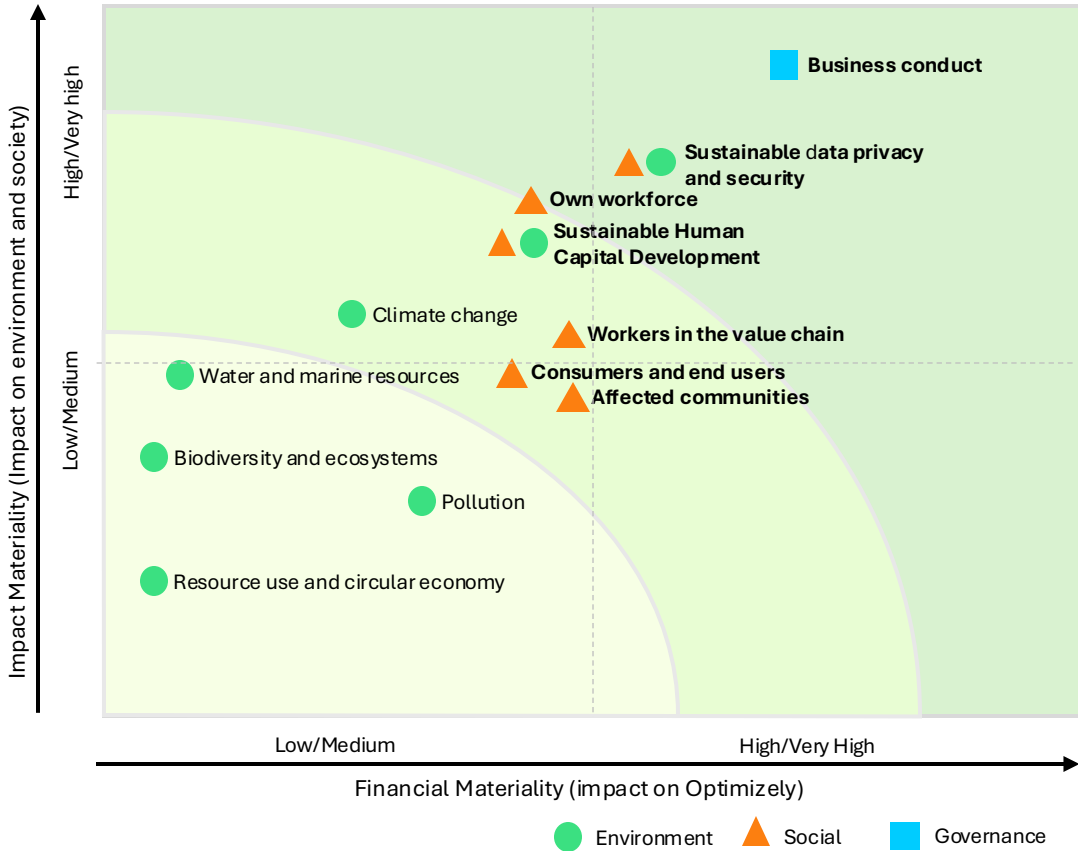 Impact Materiality (Impact on environment and society)
High/Very high
Low/Medium
Business conduct
Sustainable data privacy
and security
Own workforce
Sustainable Human
Capital Development
Climate change
Workers in the value chain
Water and marine resources
Consumers and end users
Affected communities
Biodiversity and ecosystems
Pollution
Resource use and circular economy
Low/Medium
High/Very High
Financial Materiality (impact on Optimizely)
Environment
Social
Governance